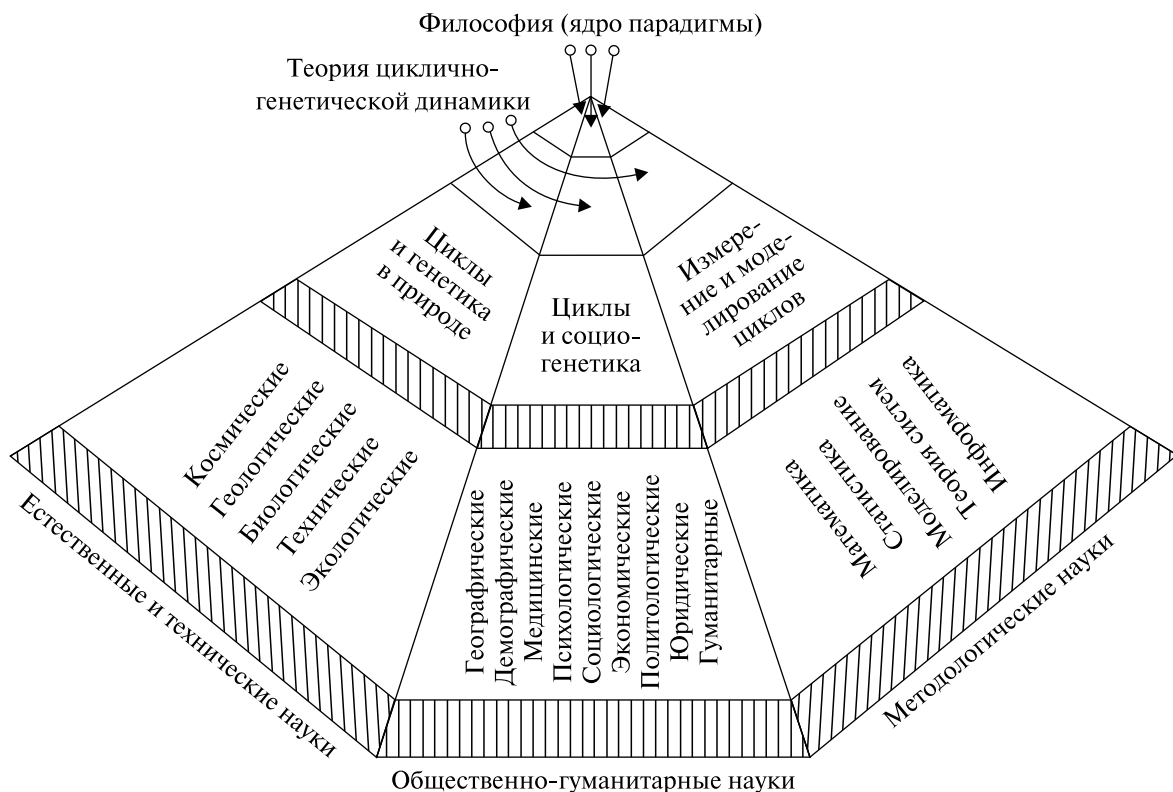 Философия (ядро парадигмы)
Теория циклично-
генетической динамики
Циклы
и генетика
в природе
Циклы
и социо-
генетика
Измере-
ние и моде-
лирование
циклов
Космические
Геологические
Биологические
Технические
Экологические
Географические
Демографические
Медицинские
Психологические
Социологические
Экономические
Политологические
Юридические
Гуманитарные
Математика
Статистика
Моделирование
Теория систем
Информатика
Естественные и технические науки
Общественно-гуманитарные науки
Методологические науки